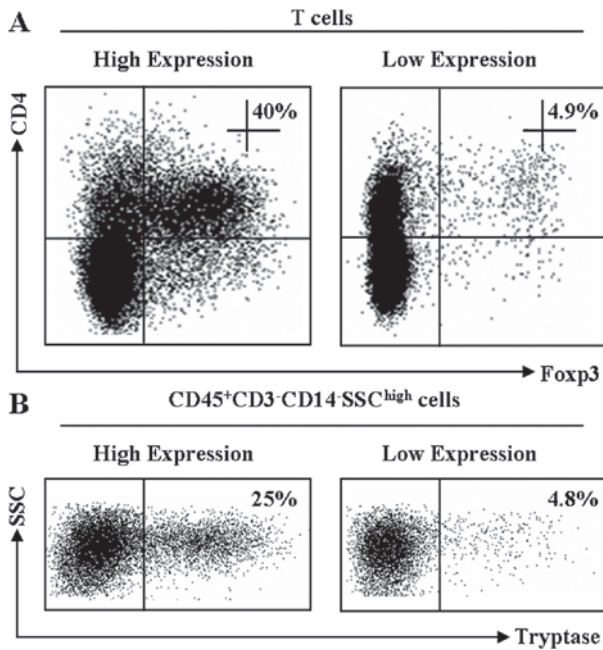 A
T cells
High Expression
Low Expression
CD4
40%
4.9%
Foxp3
B
CD45⁺CD3⁻CD14⁻SSCʰⁱᵍʰ cells
High Expression
Low Expression
SSC
25%
4.8%
Tryptase